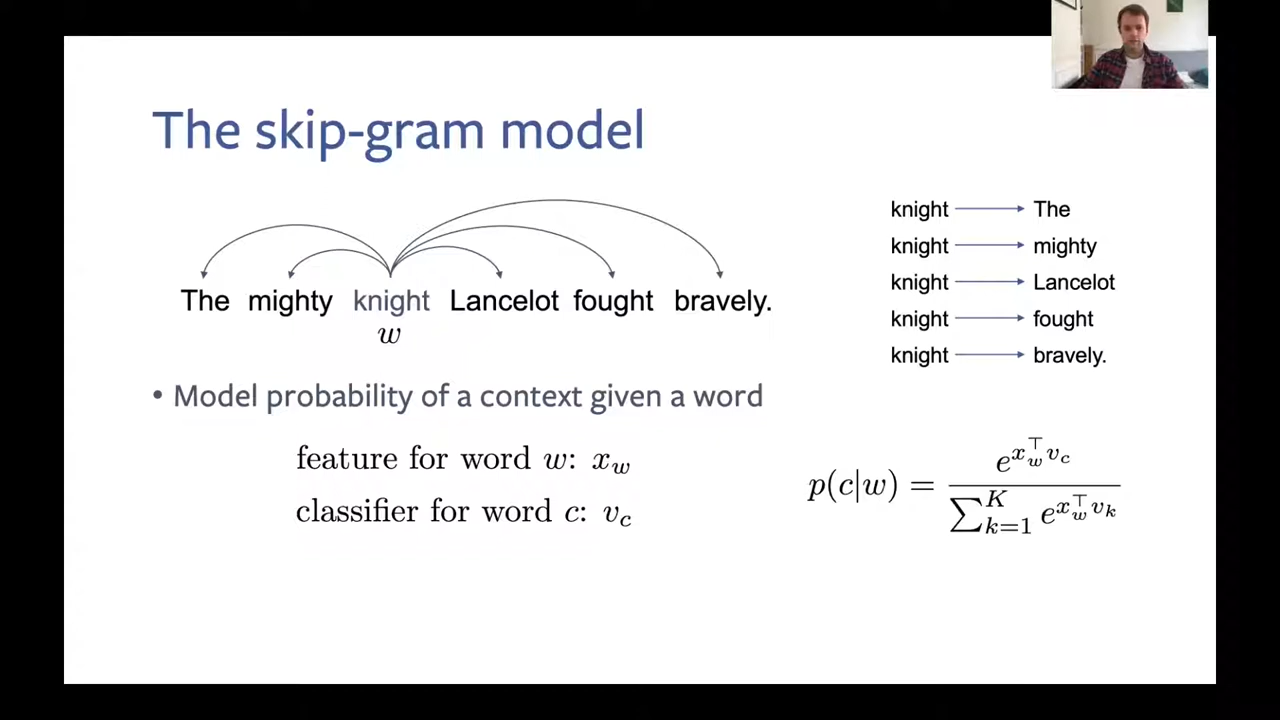 The skip-gram model
The mighty knight Lancelot fought bravely.
w
knight The
knight mighty
knight Lancelot
knight fought
knight bravely.
• Model probability of a context given a word
feature for word w: x_w
classifier for word c: v_c
p(c|w) = \frac{e^{x_w^⊤ v_c}}{\sum_{k=1}^{K} e^{x_w^⊤ v_k}}